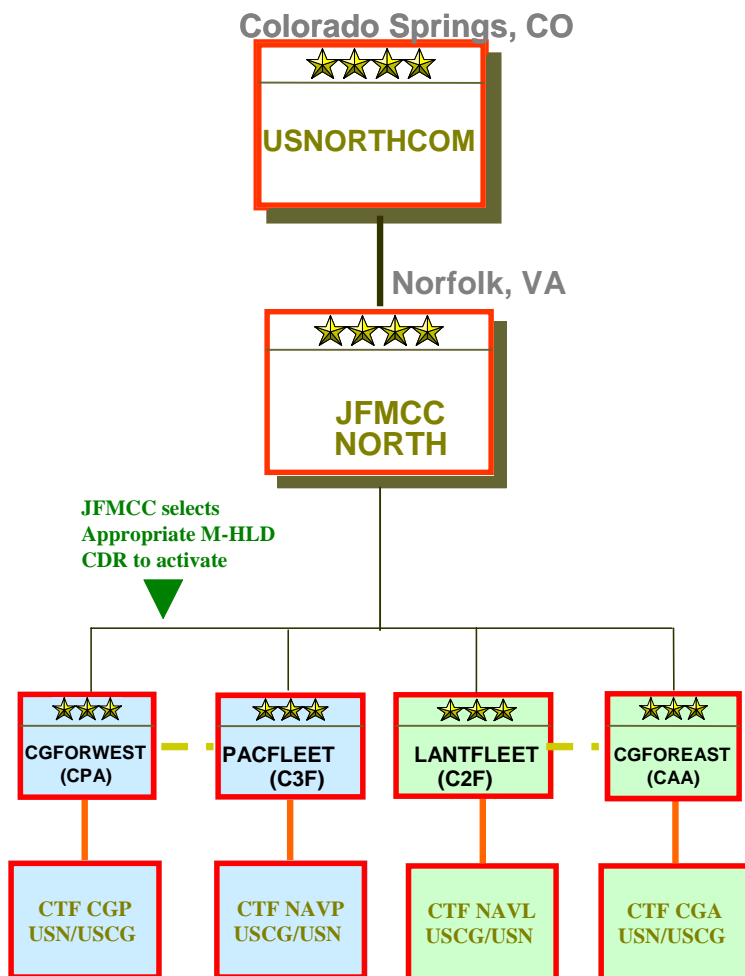 Colorado Springs, CO
USNORTHCOM
Norfolk, VA
JFMCC
NORTH
JFMCC selects
Appropriate M-HLD
CDR to activate
CGFORWEST
(CPA)
PACFLEET
(C3F)
LANTFLEET
(C2F)
CGFOREAST
(CAA)
CTF CGP
USN/USCG
CTF NAVP
USCG/USN
CTF NAVL
USCG/USN
CTF CGA
USN/USCG